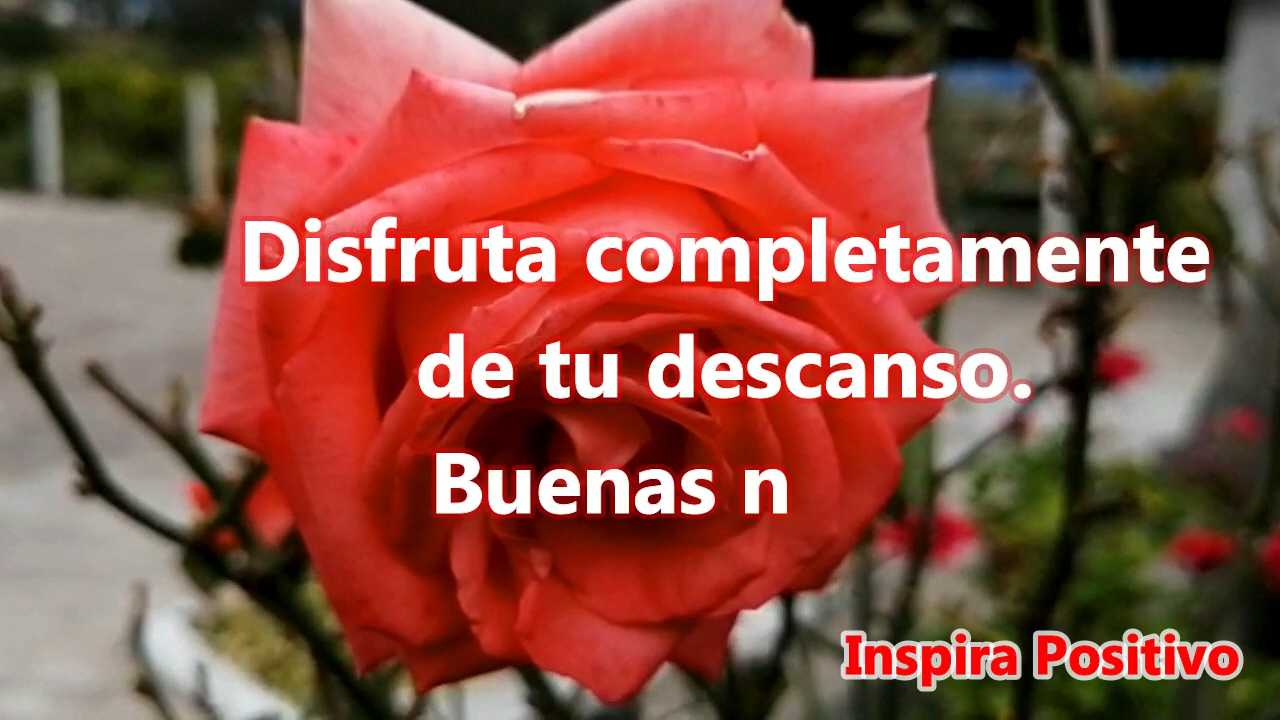 Disfruta completamente
de tu descanso.
Buenas n
Inspira Positivo